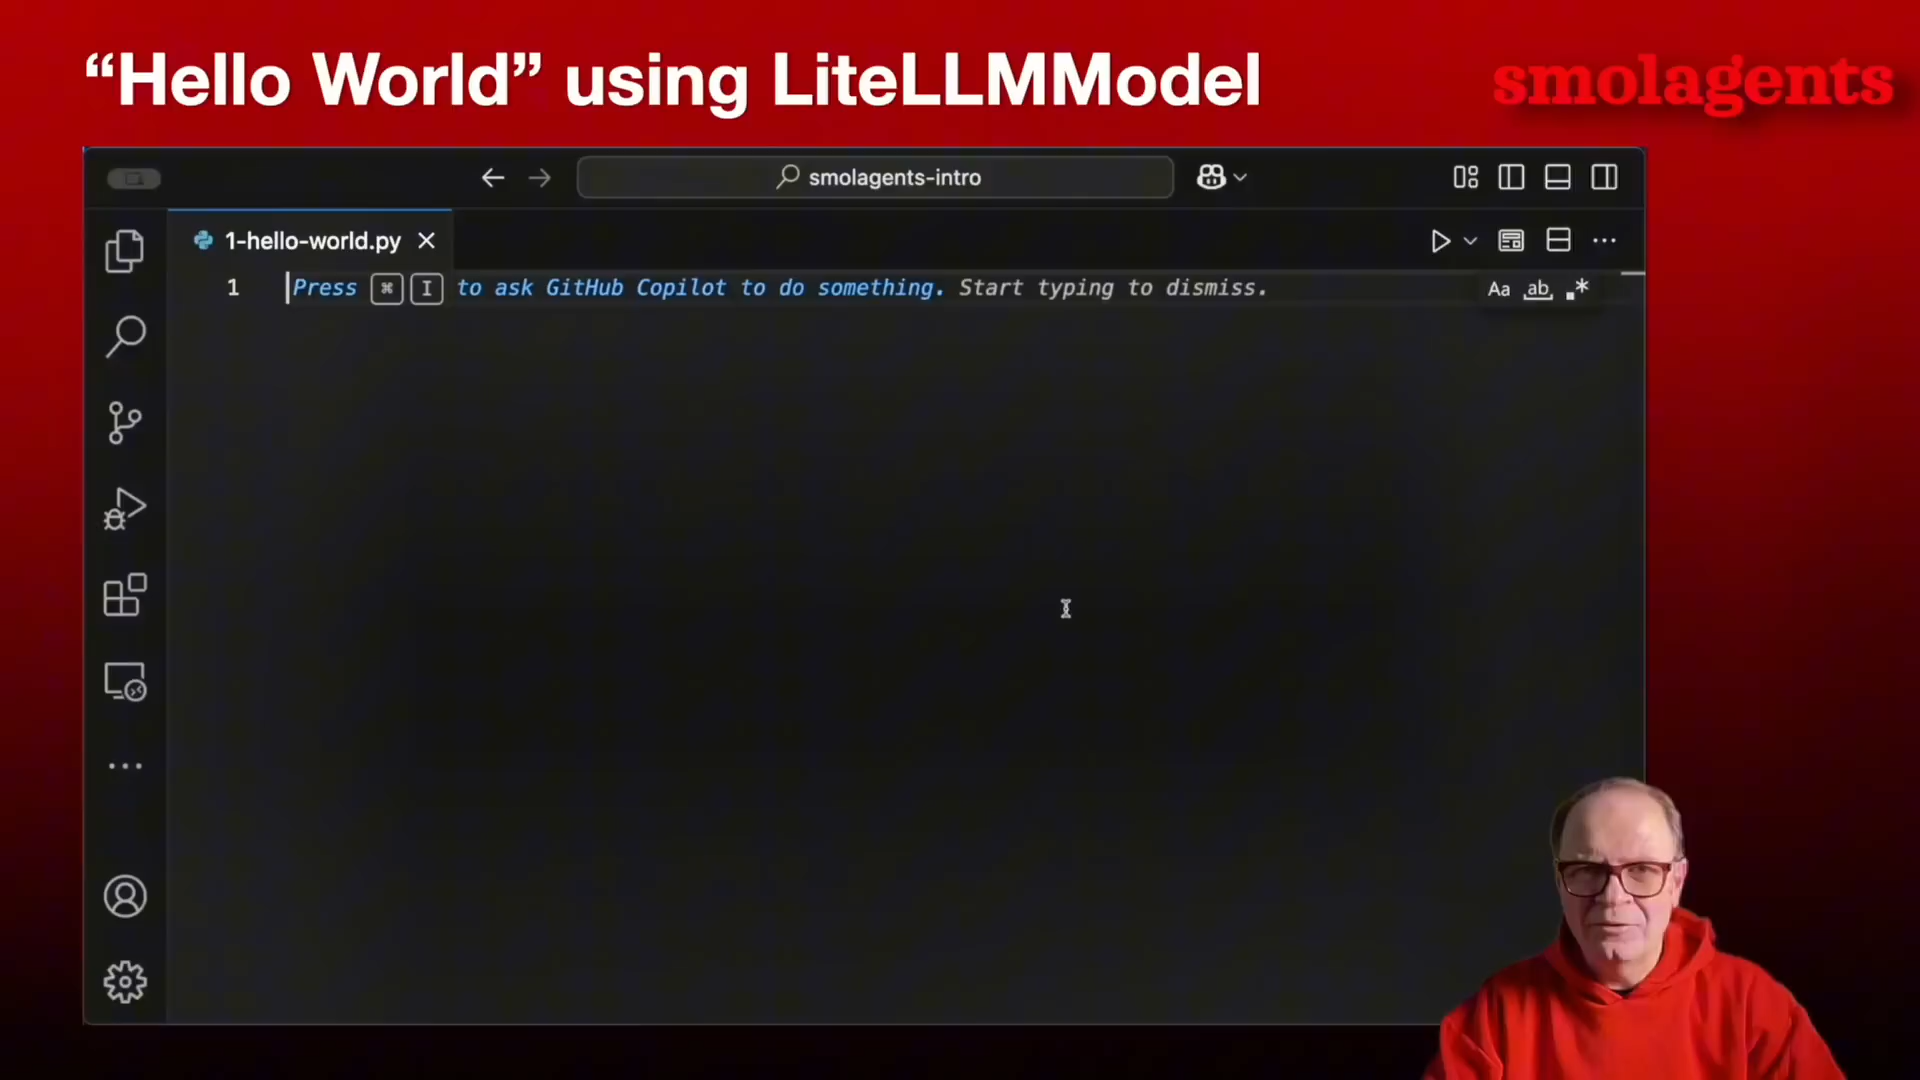 “Hello World” using LiteLLMModel
smolagents
smolagents-intro
1-hello-world.py
1 Press ⌘ I to ask GitHub Copilot to do something. Start typing to dismiss.
Aa ab .*